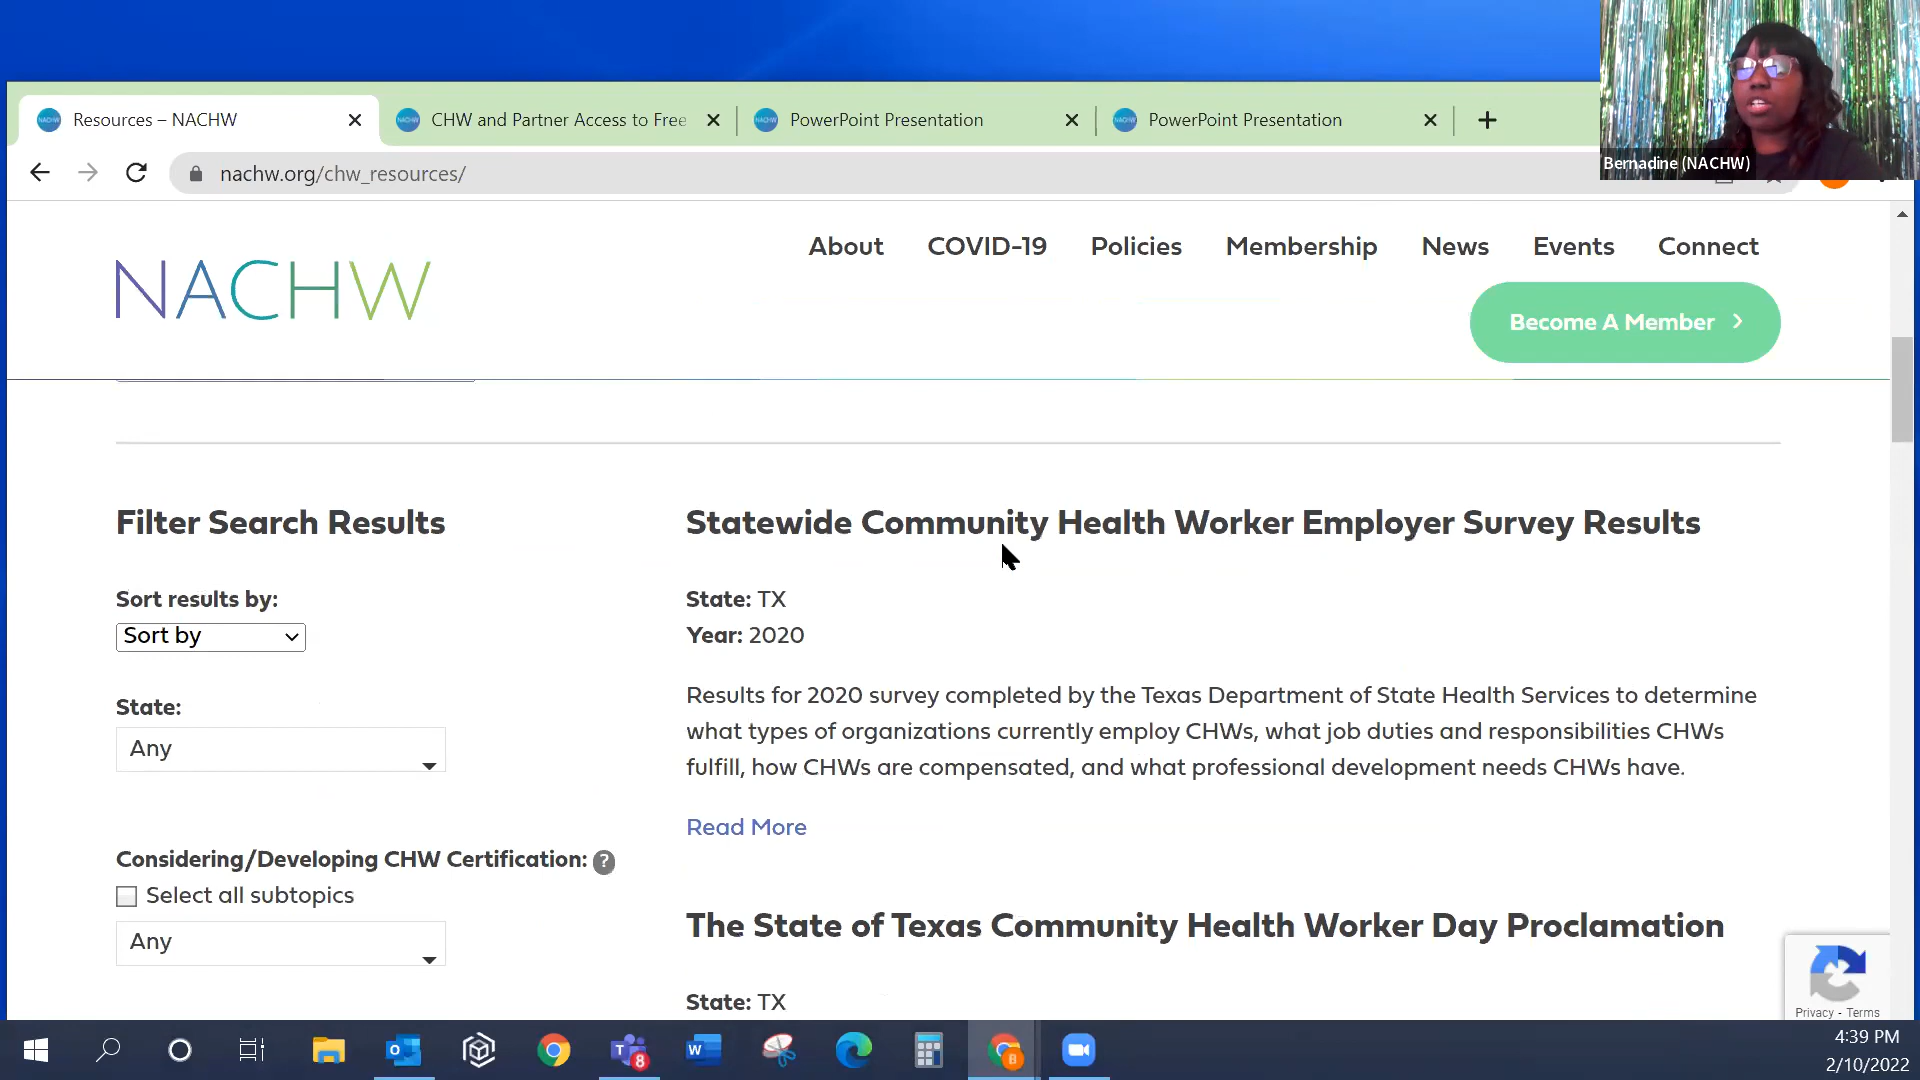 Resources – NACHW
CHW and Partner Access to Free
PowerPoint Presentation
PowerPoint Presentation
Bernadine (NACHW)
nachw.org/chw_resources/
NACHW
About
COVID-19
Policies
Membership
News
Events
Connect
Become A Member
Filter Search Results
Sort results by:
Sort by
State:
Any
Considering/Developing CHW Certification: ?
Select all subtopics
Any
Statewide Community Health Worker Employer Survey Results
State: TX
Year: 2020
Results for 2020 survey completed by the Texas Department of State Health Services to determine
what types of organizations currently employ CHWs, what job duties and responsibilities CHWs
fulfill, how CHWs are compensated, and what professional development needs CHWs have.
Read More
The State of Texas Community Health Worker Day Proclamation
State: TX
Privacy - Terms
8
W
B
4:39 PM
2/10/2022